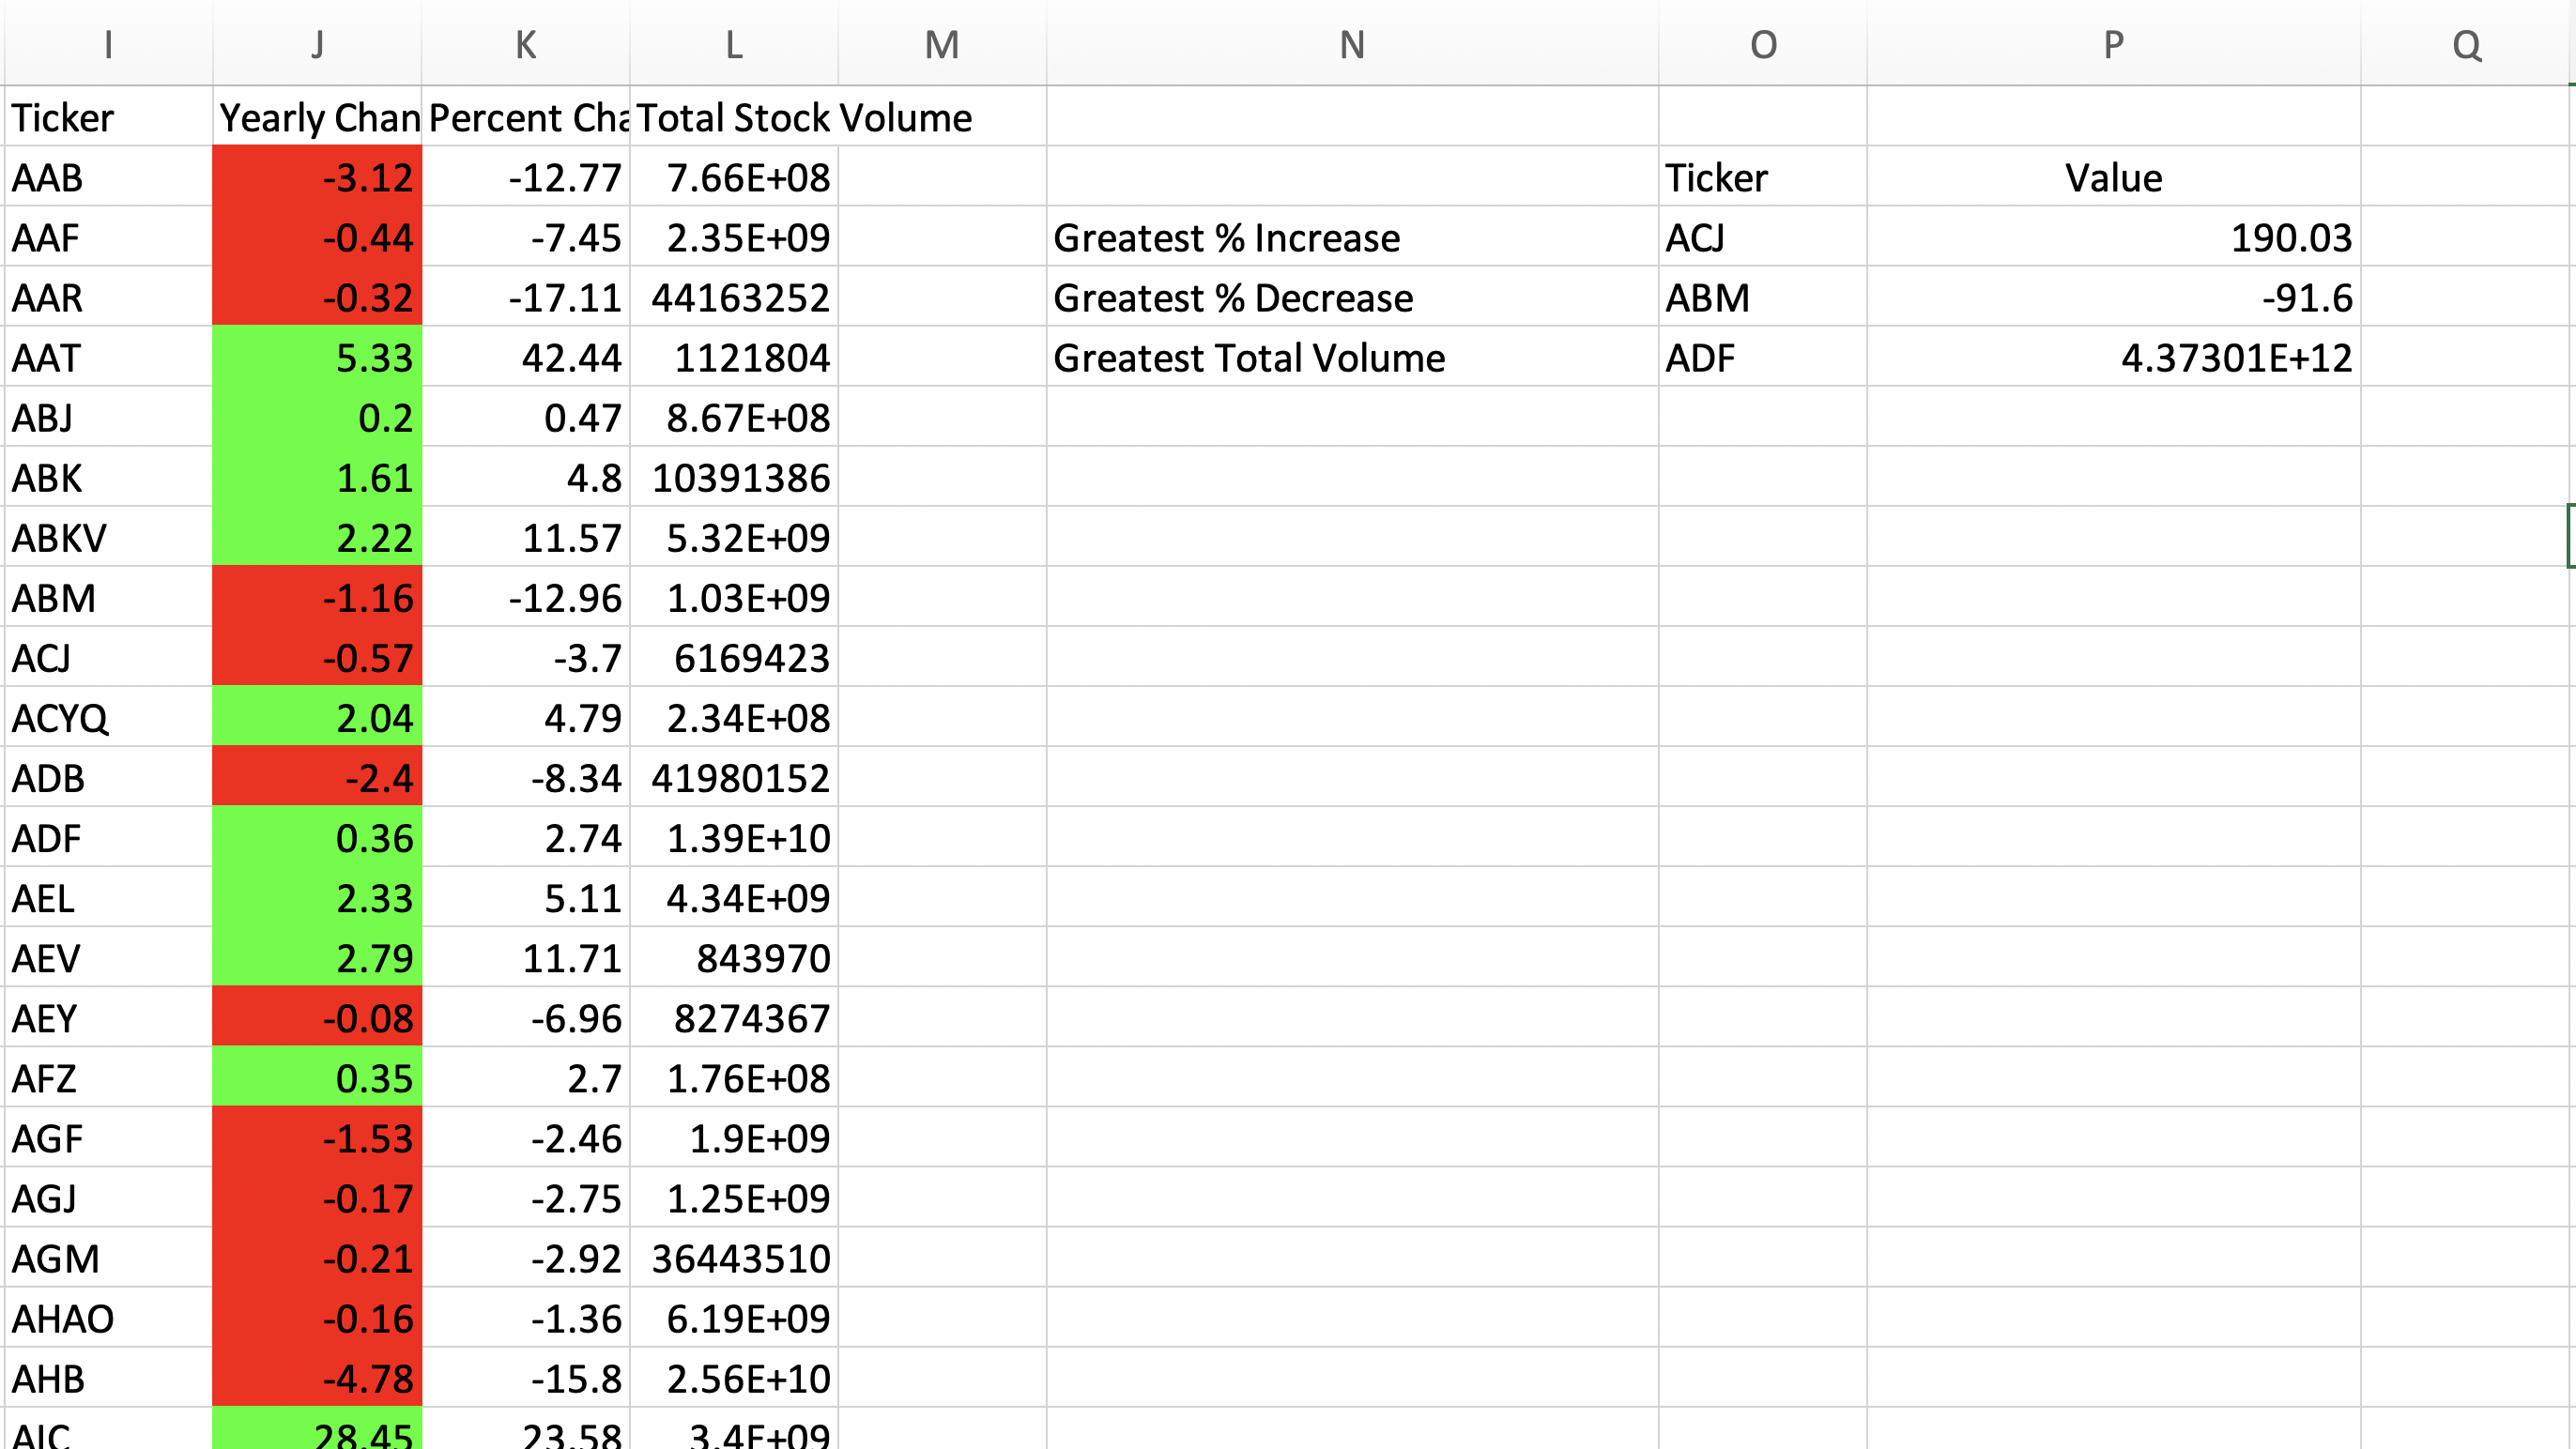 I J K L M N O P Q
Ticker Yearly Chan Percent Cha Total Stock Volume
AAB -3.12 -12.77 7.66E+08 Ticker Value
AAF -0.44 -7.45 2.35E+09 Greatest % Increase ACJ 190.03
AAR -0.32 -17.11 44163252 Greatest % Decrease ABM -91.6
AAT 5.33 42.44 1121804 Greatest Total Volume ADF 4.37301E+12
ABJ 0.2 0.47 8.67E+08
ABK 1.61 4.8 10391386
ABKV 2.22 11.57 5.32E+09
ABM -1.16 -12.96 1.03E+09
ACJ -0.57 -3.7 6169423
ACYQ 2.04 4.79 2.34E+08
ADB -2.4 -8.34 41980152
ADF 0.36 2.74 1.39E+10
AEL 2.33 5.11 4.34E+09
AEV 2.79 11.71 843970
AEY -0.08 -6.96 8274367
AFZ 0.35 2.7 1.76E+08
AGF -1.53 -2.46 1.9E+09
AGJ -0.17 -2.75 1.25E+09
AGM -0.21 -2.92 36443510
AHAO -0.16 -1.36 6.19E+09
AHB -4.78 -15.8 2.56E+10
AIC 28.45 23.58 3.4E+09